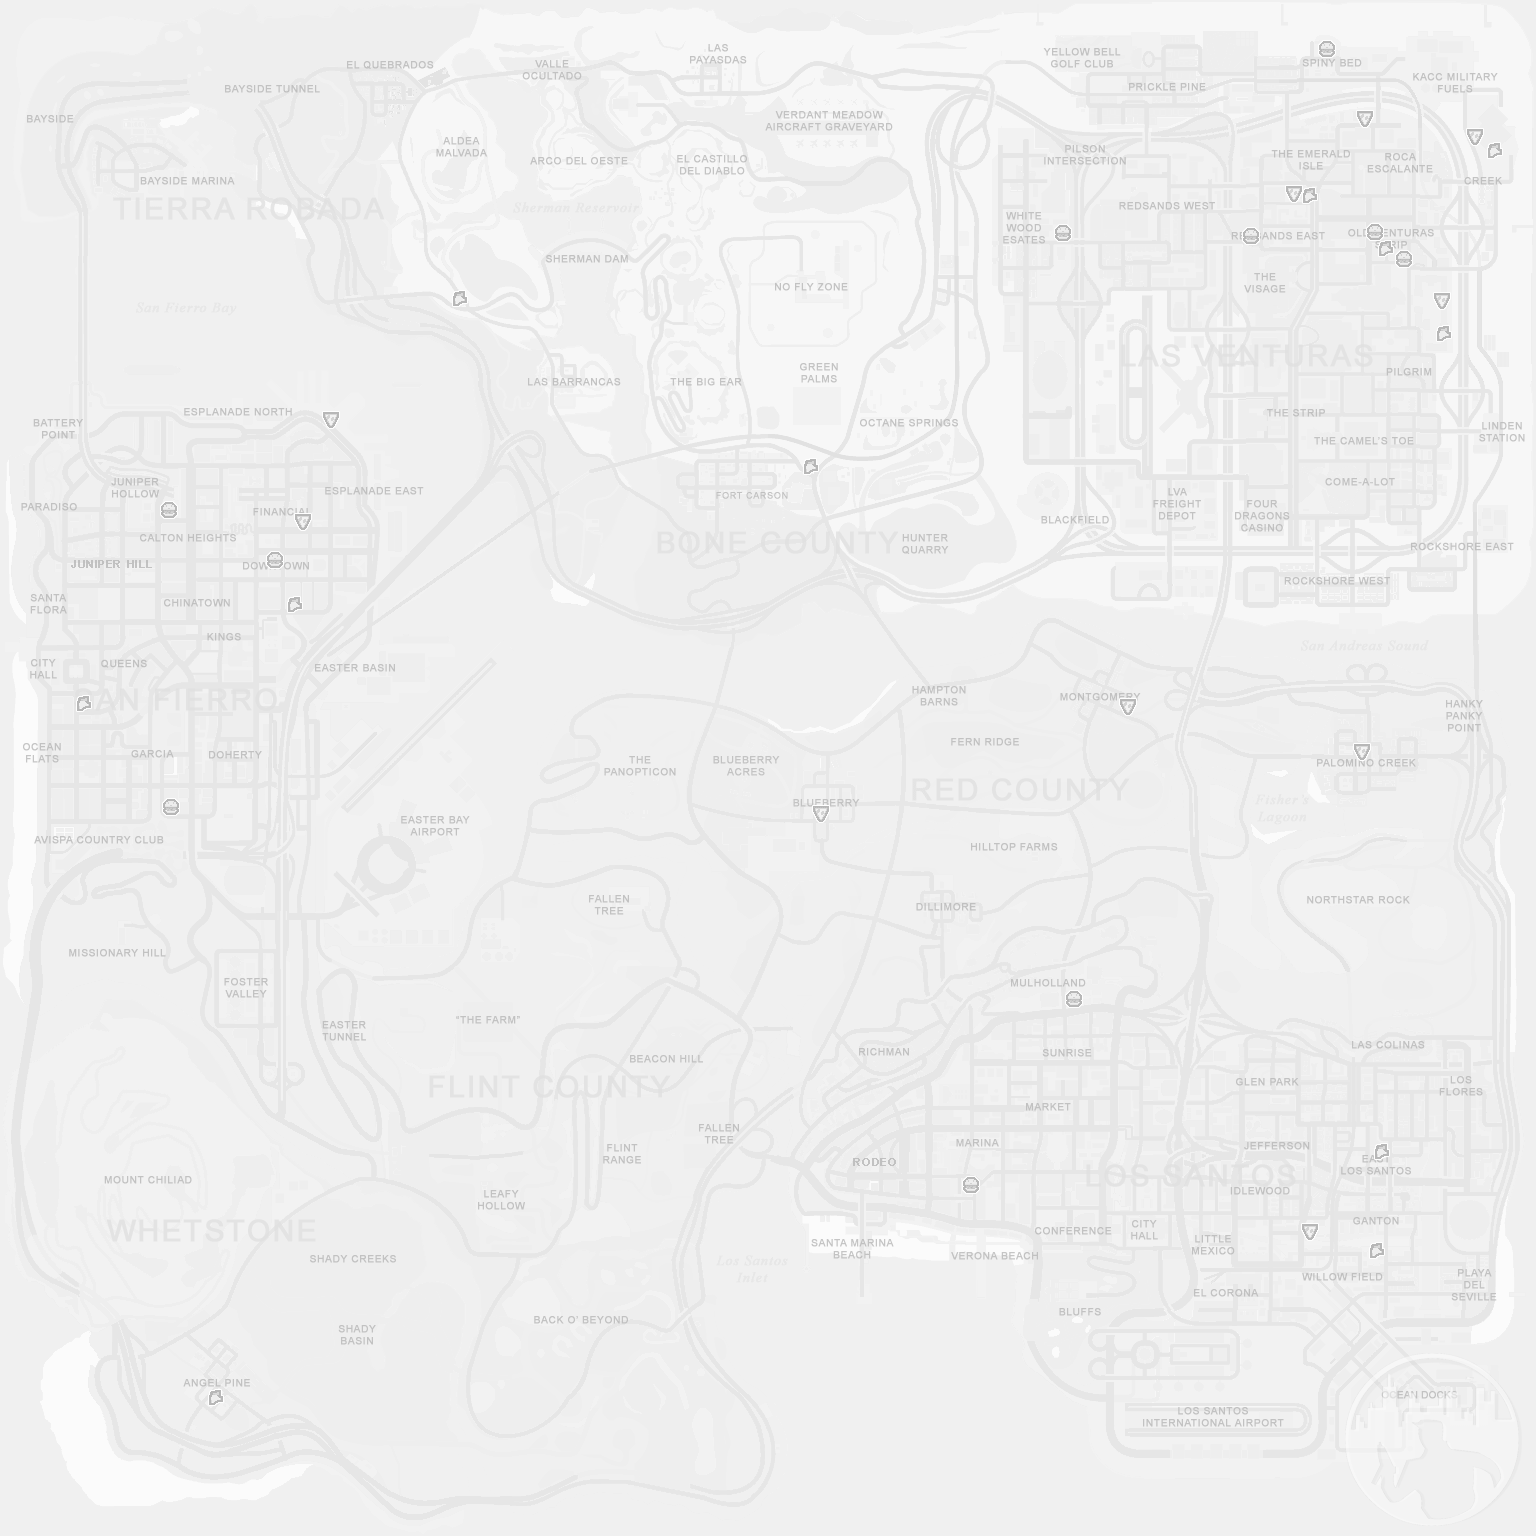 YELLOW BELL
GOLF CLUB
SPINY BED
KACC MILITARY
FUELS
LAS
PAYASDAS
EL QUEBRADOS
VALLE
OCULTADO
BAYSIDE TUNNEL
PRICKLE PINE
BAYSIDE
VERDANT MEADOW
AIRCRAFT GRAVEYARD
ALDEA
MALVADA
ARCO DEL OESTE
EL CASTILLO
DEL DIABLO
PILSON
INTERSECTION
THE EMERALD
ISLE
ROCA
ESCALANTE
BAYSIDE MARINA
CREEK
TIERRA ROBADA
Sherman Reservoir
REDSANDS WEST
WHITE
WOOD
ESATES
REDSANDS EAST
OLD VENTURAS
STRIP
SHERMAN DAM
NO FLY ZONE
THE
VISAGE
San Fierro Bay
LAS VENTURAS
GREEN
PALMS
PILGRIM
LAS BARRANCAS
THE BIG EAR
ESPLANADE NORTH
THE STRIP
BATTERY
POINT
OCTANE SPRINGS
LINDEN
STATION
THE CAMEL'S TOE
JUNIPER
HOLLOW
ESPLANADE EAST
COME-A-LOT
FORT CARSON
PARADISO
FINANCIAL
LVA
FREIGHT
DEPOT
FOUR
DRAGONS
CASINO
BLACKFIELD
CALTON HEIGHTS
BONE COUNTY
HUNTER
QUARRY
ROCKSHORE EAST
JUNIPER HILL
DOWNTOWN
ROCKSHORE WEST
SANTA
FLORA
CHINATOWN
KINGS
San Andreas Sound
CITY
HALL
QUEENS
EASTER BASIN
SAN FIERRO
HAMPTON
BARNS
MONTGOMERY
HANKY
PANKY
POINT
OCEAN
FLATS
GARCIA
DOHERTY
FERN RIDGE
THE
PANOPTICON
BLUEBERRY
ACRES
PALOMINO CREEK
RED COUNTY
BLUEBERRY
Fisher's
Lagoon
EASTER BAY
AIRPORT
AVISPA COUNTRY CLUB
HILLTOP FARMS
FALLEN
TREE
DILLIMORE
NORTHSTAR ROCK
MISSIONARY HILL
FOSTER
VALLEY
MULHOLLAND
EASTER
TUNNEL
"THE FARM"
BEACON HILL
RICHMAN
SUNRISE
LAS COLINAS
FLINT COUNTY
GLEN PARK
LOS
FLORES
MARKET
FALLEN
TREE
MARINA
JEFFERSON
FLINT
RANGE
RODEO
EAST
LOS SANTOS
LOS SANTOS
MOUNT CHILIAD
IDLEWOOD
LEAFY
HOLLOW
WHETSTONE
CONFERENCE
CITY
HALL
GANTON
SHADY CREEKS
SANTA MARINA
BEACH
VERONA BEACH
LITTLE
MEXICO
Los Santos
Inlet
WILLOW FIELD
PLAYA
DEL
SEVILLE
EL CORONA
BACK O' BEYOND
BLUFFS
SHADY
BASIN
ANGEL PINE
OCEAN DOCKS
LOS SANTOS
INTERNATIONAL AIRPORT